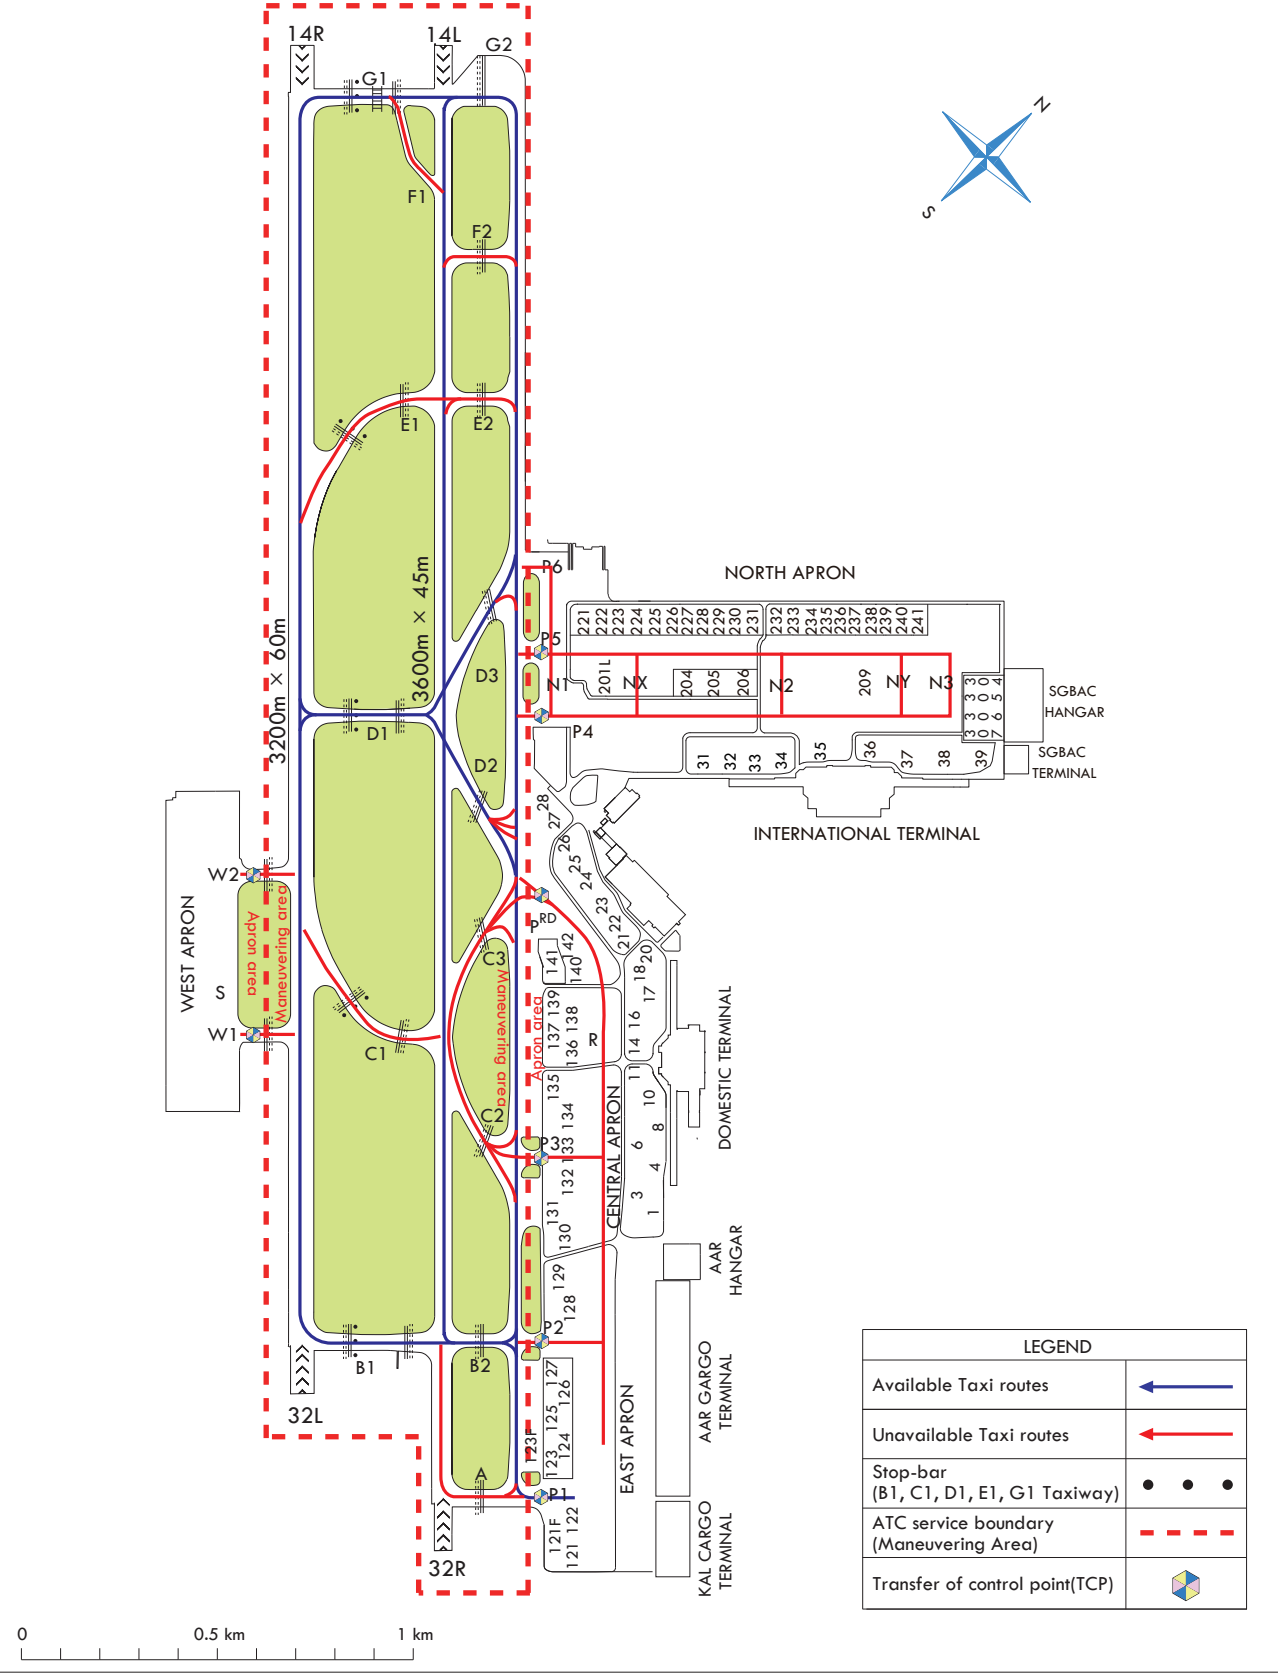 14R
14L
G2
G1
N
S
F1
F2
E1
E2
3600m × 45m
3200m × 60m
P6
NORTH APRON
221 222 223 224 225 226 227 228 229 230 231 232 233 234 235 236 237 238 239 240 241
P5
D3
N1
201L
NX
204 205 206
N2
209
NY
N3
307 306 305 304
SGBAC
HANGAR
D1
P4
SGBAC
TERMINAL
31 32 33 34 35 36 37 38 39
D2
28
27
26
25
24
23
22
21
INTERNATIONAL TERMINAL
W2
WEST APRON
Apron area
Maneuvering area
S
W1
PRD
C3
141
142
140
20
18
17
16
14
139
137
138
136
R
Maneuvering area
Apron area
C1
DOMESTIC TERMINAL
135
134
133
132
131
130
11
10
8
6
4
3
1
C2
P3
CENTRAL APRON
129
128
AAR
HANGAR
P2
B1
B2
127
126
125
124
123
123F
EAST APRON
AAR GARGO
TERMINAL
32L
A
P1
121F
121 122
KAL CARGO
TERMINAL
32R
LEGEND
Available Taxi routes
Unavailable Taxi routes
Stop-bar
(B1, C1, D1, E1, G1 Taxiway)
ATC service boundary
(Maneuvering Area)
Transfer of control point(TCP)
0 0.5 km 1 km